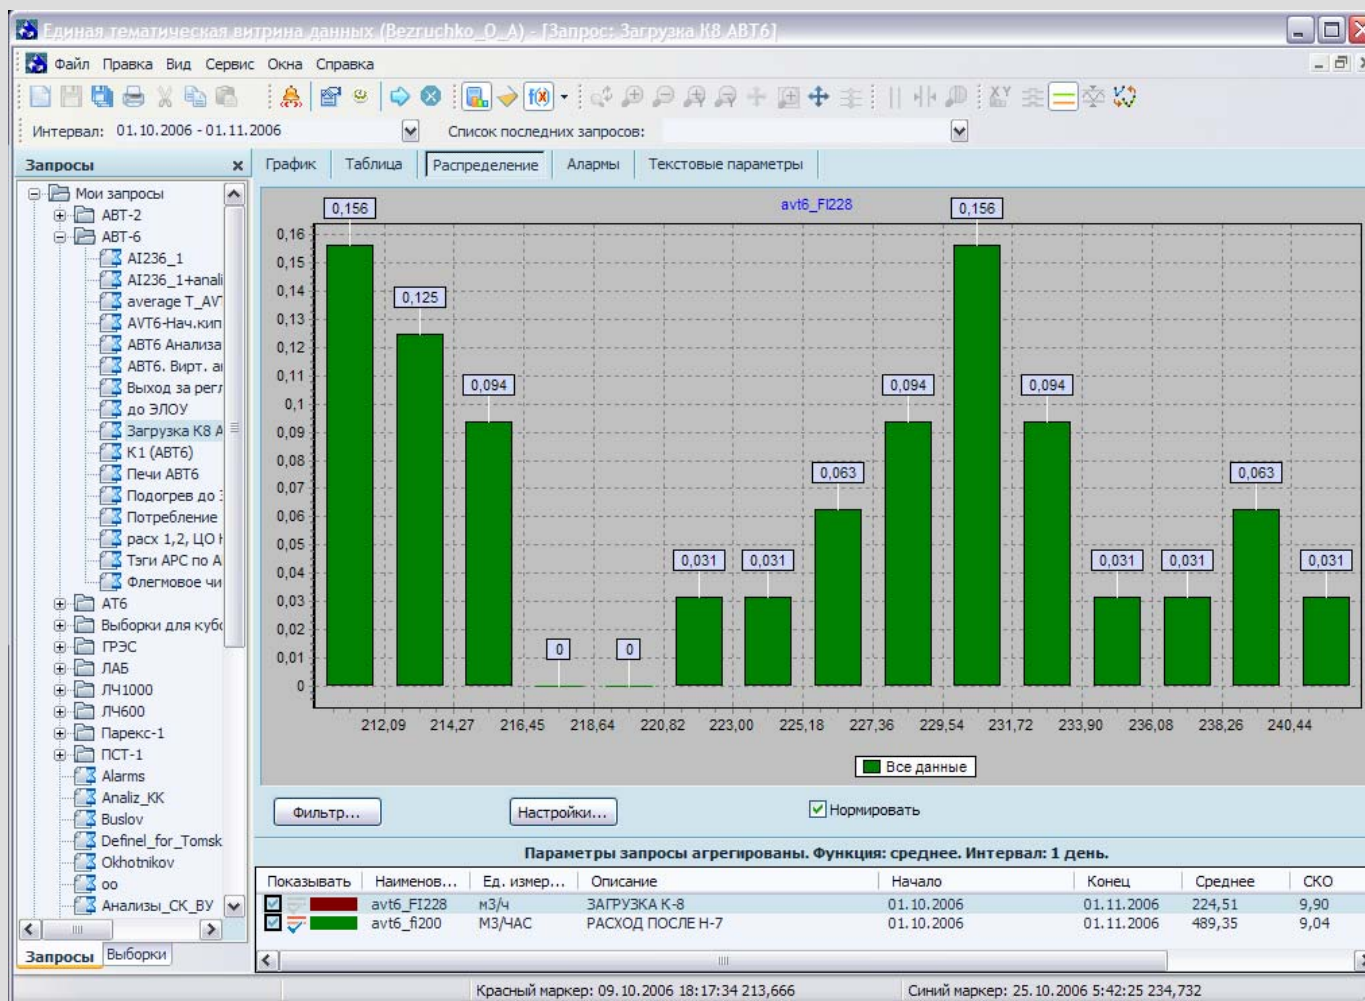 Единая тематическая витрина данных (Bezruchko_O_A) - [Запрос: Загрузка К8 АВТ6]
Файл Правка Вид Сервис Окна Справка
Интервал: 01.10.2006 - 01.11.2006 Список последних запросов:
Запросы
График Таблица Распределение Алармы Текстовые параметры
Мои запросы
АВТ-2
АВТ-6
AI236_1
AI236_1+anali
average T_AV
AVT6-Нач.кип
АВТ6 Анализа
АВТ6. Вирт. а
Выход за регл
до ЭЛОУ
Загрузка К8 А
К1 (АВТ6)
Печи АВТ6
Подогрев до
Потребление
расх 1,2, ЦО
Тэги АРС по А
Флегмовое чи
АТ6
Выборки для кубо
ГРЭС
ЛАБ
ЛЧ1000
ЛЧ600
Парекс-1
ПСТ-1
Alarms
Analiz_KK
Buslov
Definel_for_Tomsk
Okhotnikov
oo
Анализы_СК_ВУ
Запросы Выборки
avt6_FI228
0,156 0,125 0,094 0 0 0,031 0,031 0,063 0,094 0,156 0,094 0,031 0,031 0,063 0,031
0,16
0,15
0,14
0,13
0,12
0,11
0,1
0,09
0,08
0,07
0,06
0,05
0,04
0,03
0,02
0,01
0
212,09 214,27 216,45 218,64 220,82 223,00 225,18 227,36 229,54 231,72 233,90 236,08 238,26 240,44
Все данные
Фильтр... Настройки... Нормировать
Параметры запросы агрегированы. Функция: среднее. Интервал: 1 день.
Показывать Наименов... Ед. измер... Описание Начало Конец Среднее СКО
avt6_FI228 м3/ч ЗАГРУЗКА К-8 01.10.2006 01.11.2006 224,51 9,90
avt6_fi200 М3/ЧАС РАСХОД ПОСЛЕ Н-7 01.10.2006 01.11.2006 489,35 9,04
Красный маркер: 09.10.2006 18:17:34 213,666 Синий маркер: 25.10.2006 5:42:25 234,732